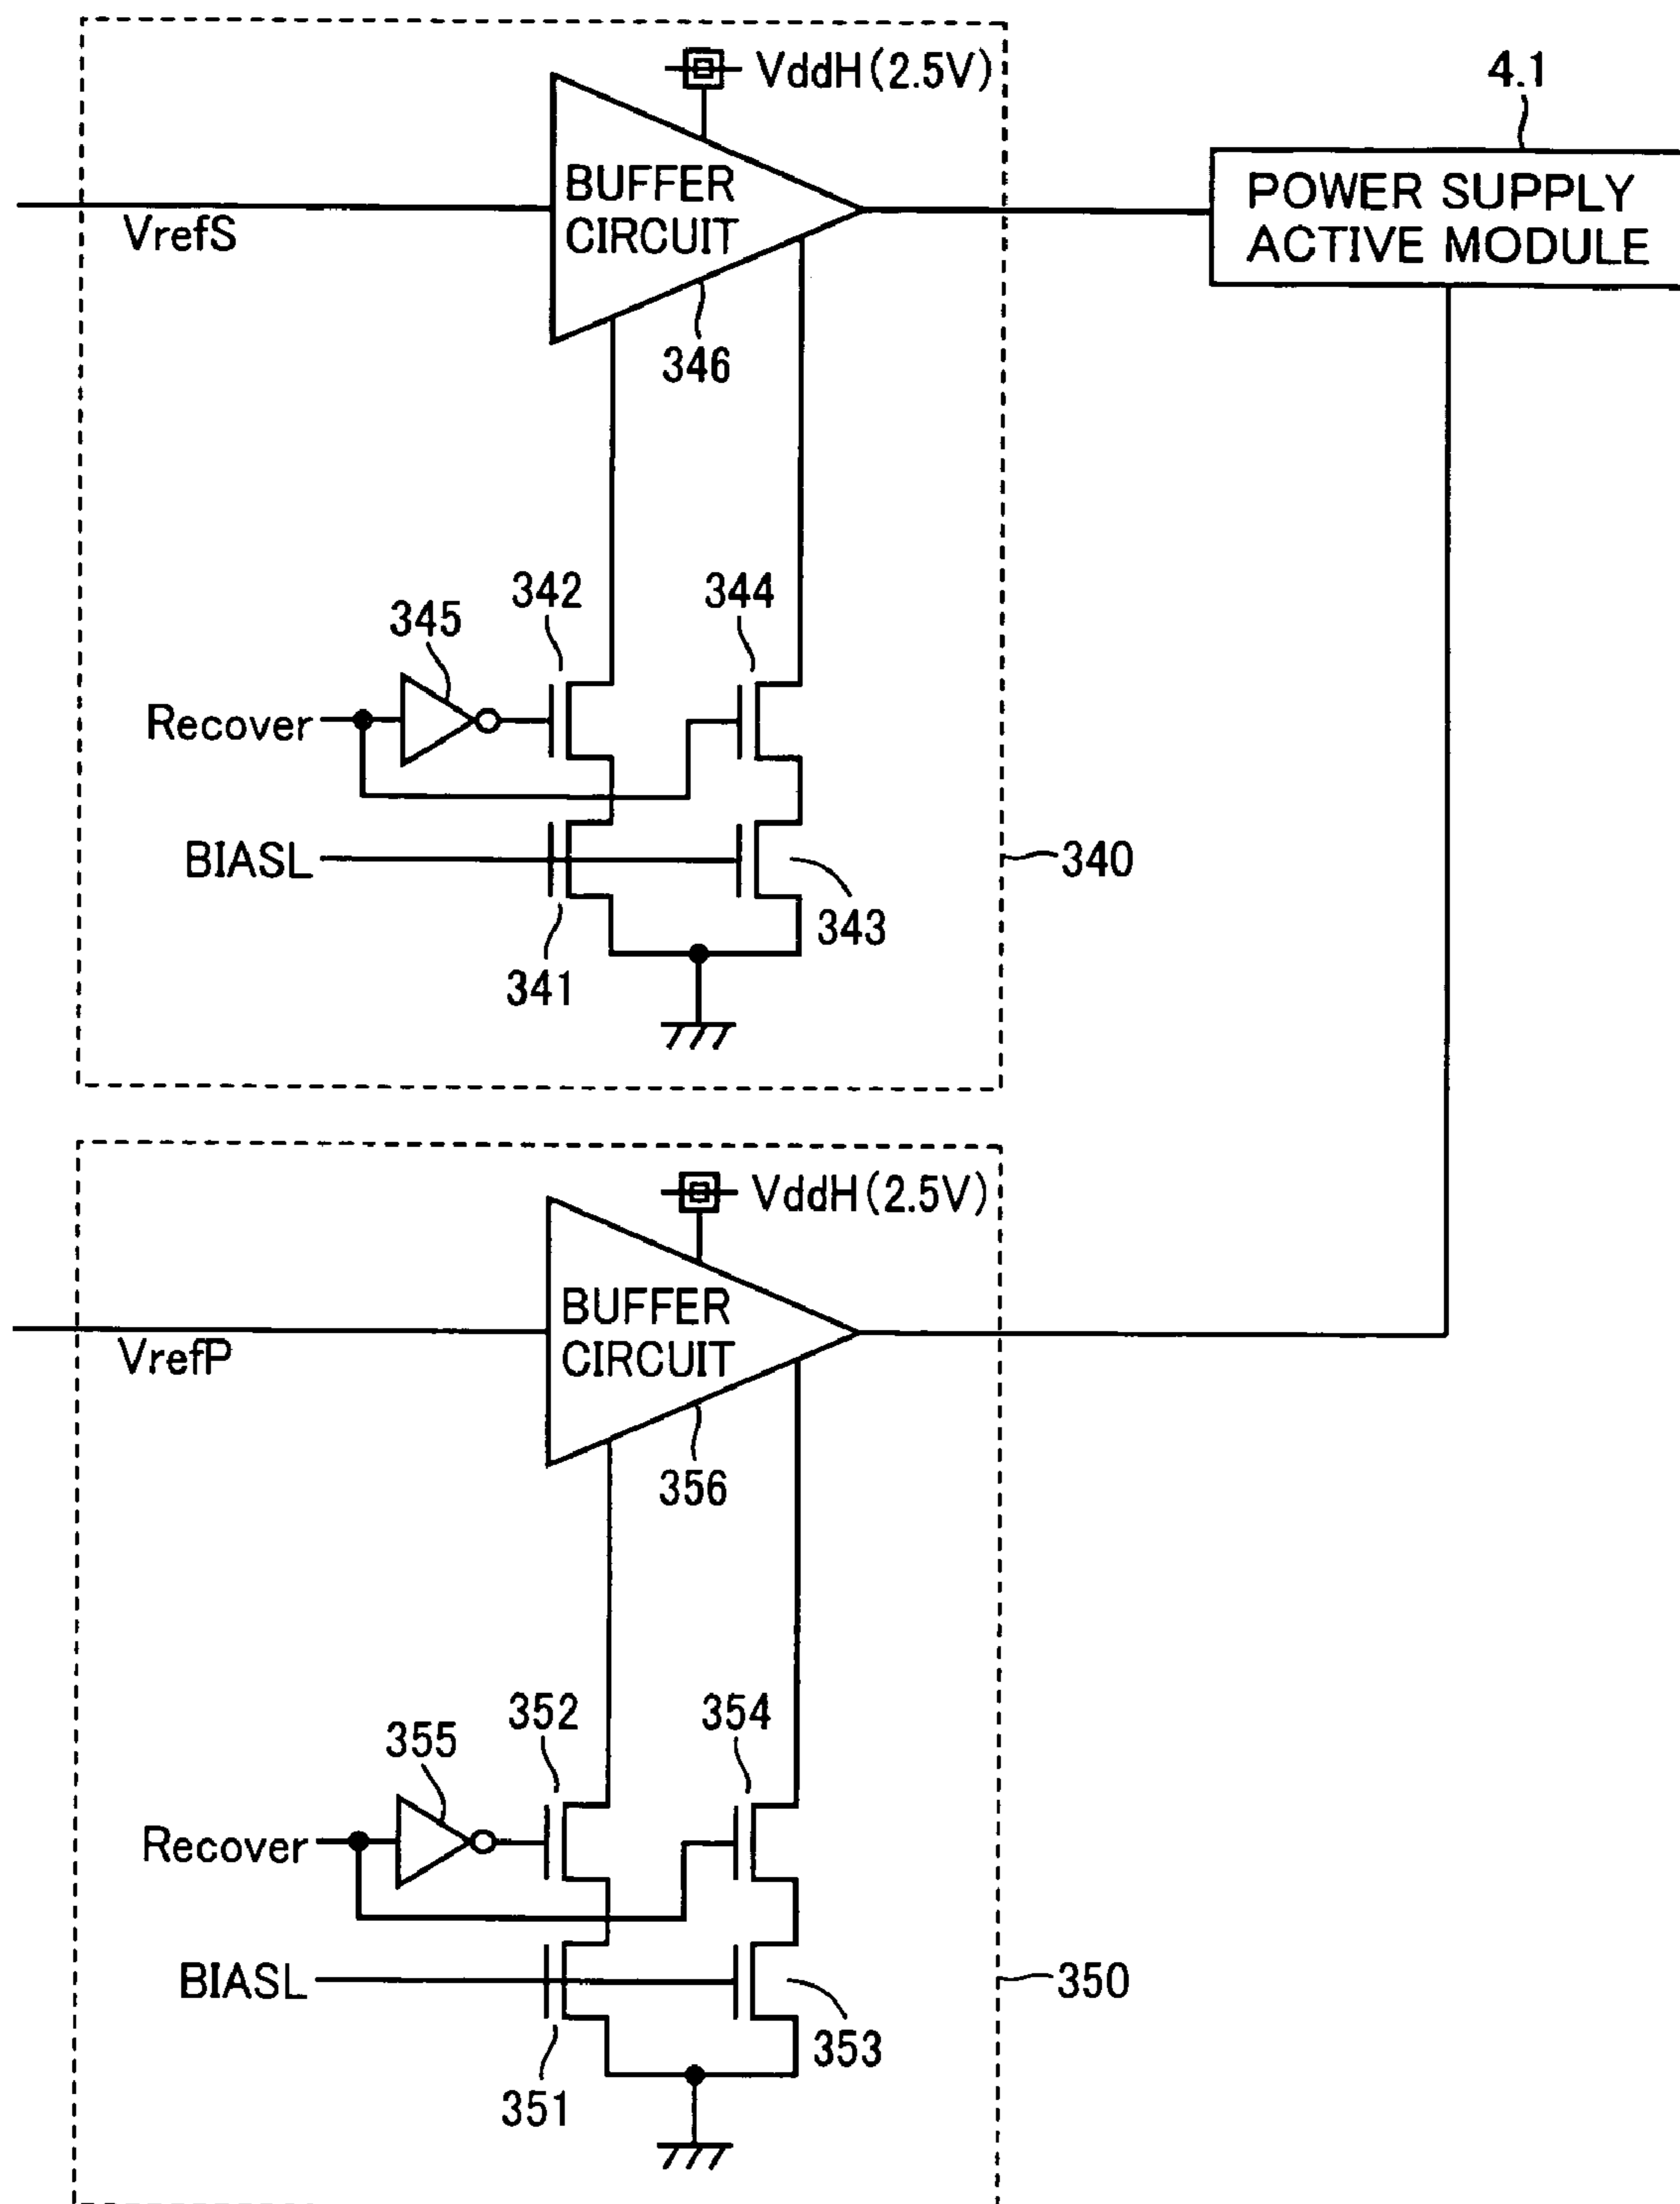 VddH(2.5V)
4.1
BUFFER
CIRCUIT
POWER SUPPLY
ACTIVE MODULE
VrefS
346
342
344
345
Recover
BIASL
340
343
341
VddH(2.5V)
BUFFER
CIRCUIT
VrefP
356
352
354
355
Recover
BIASL
350
353
351